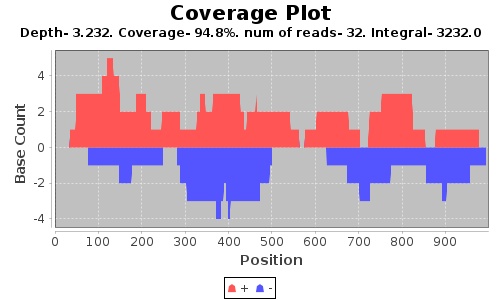 Coverage Plot
Depth- 3.232. Coverage- 94.8%. num of reads- 32. Integral- 3232.0
Base Count
4
2
0
-2
-4
0 100 200 300 400 500 600 700 800 900
Position
+ -